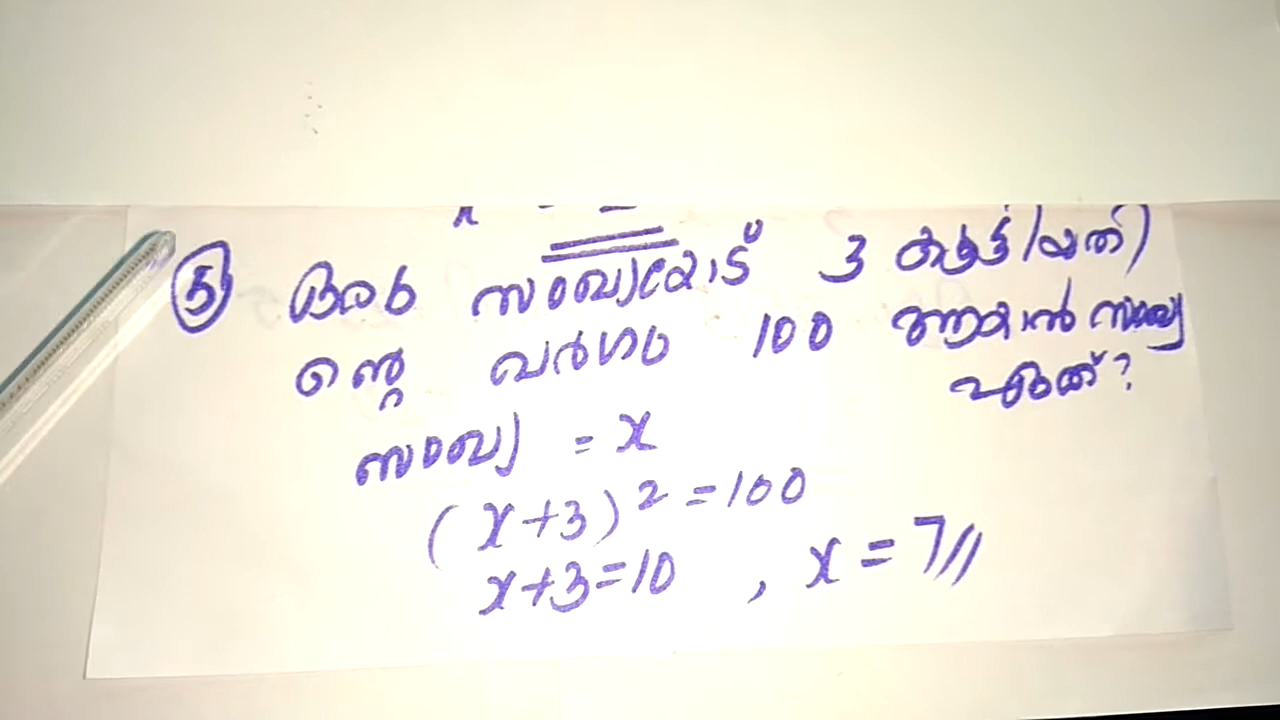 5 ഒരു സംഖ്യയോട് 3 കൂട്ടിയതി
ന്റെ വർഗം 100 ആയാൽ സംഖ്യ
ഏത്?
സംഖ്യ = x
(x+3)² = 100
x+3=10 , x = 7//